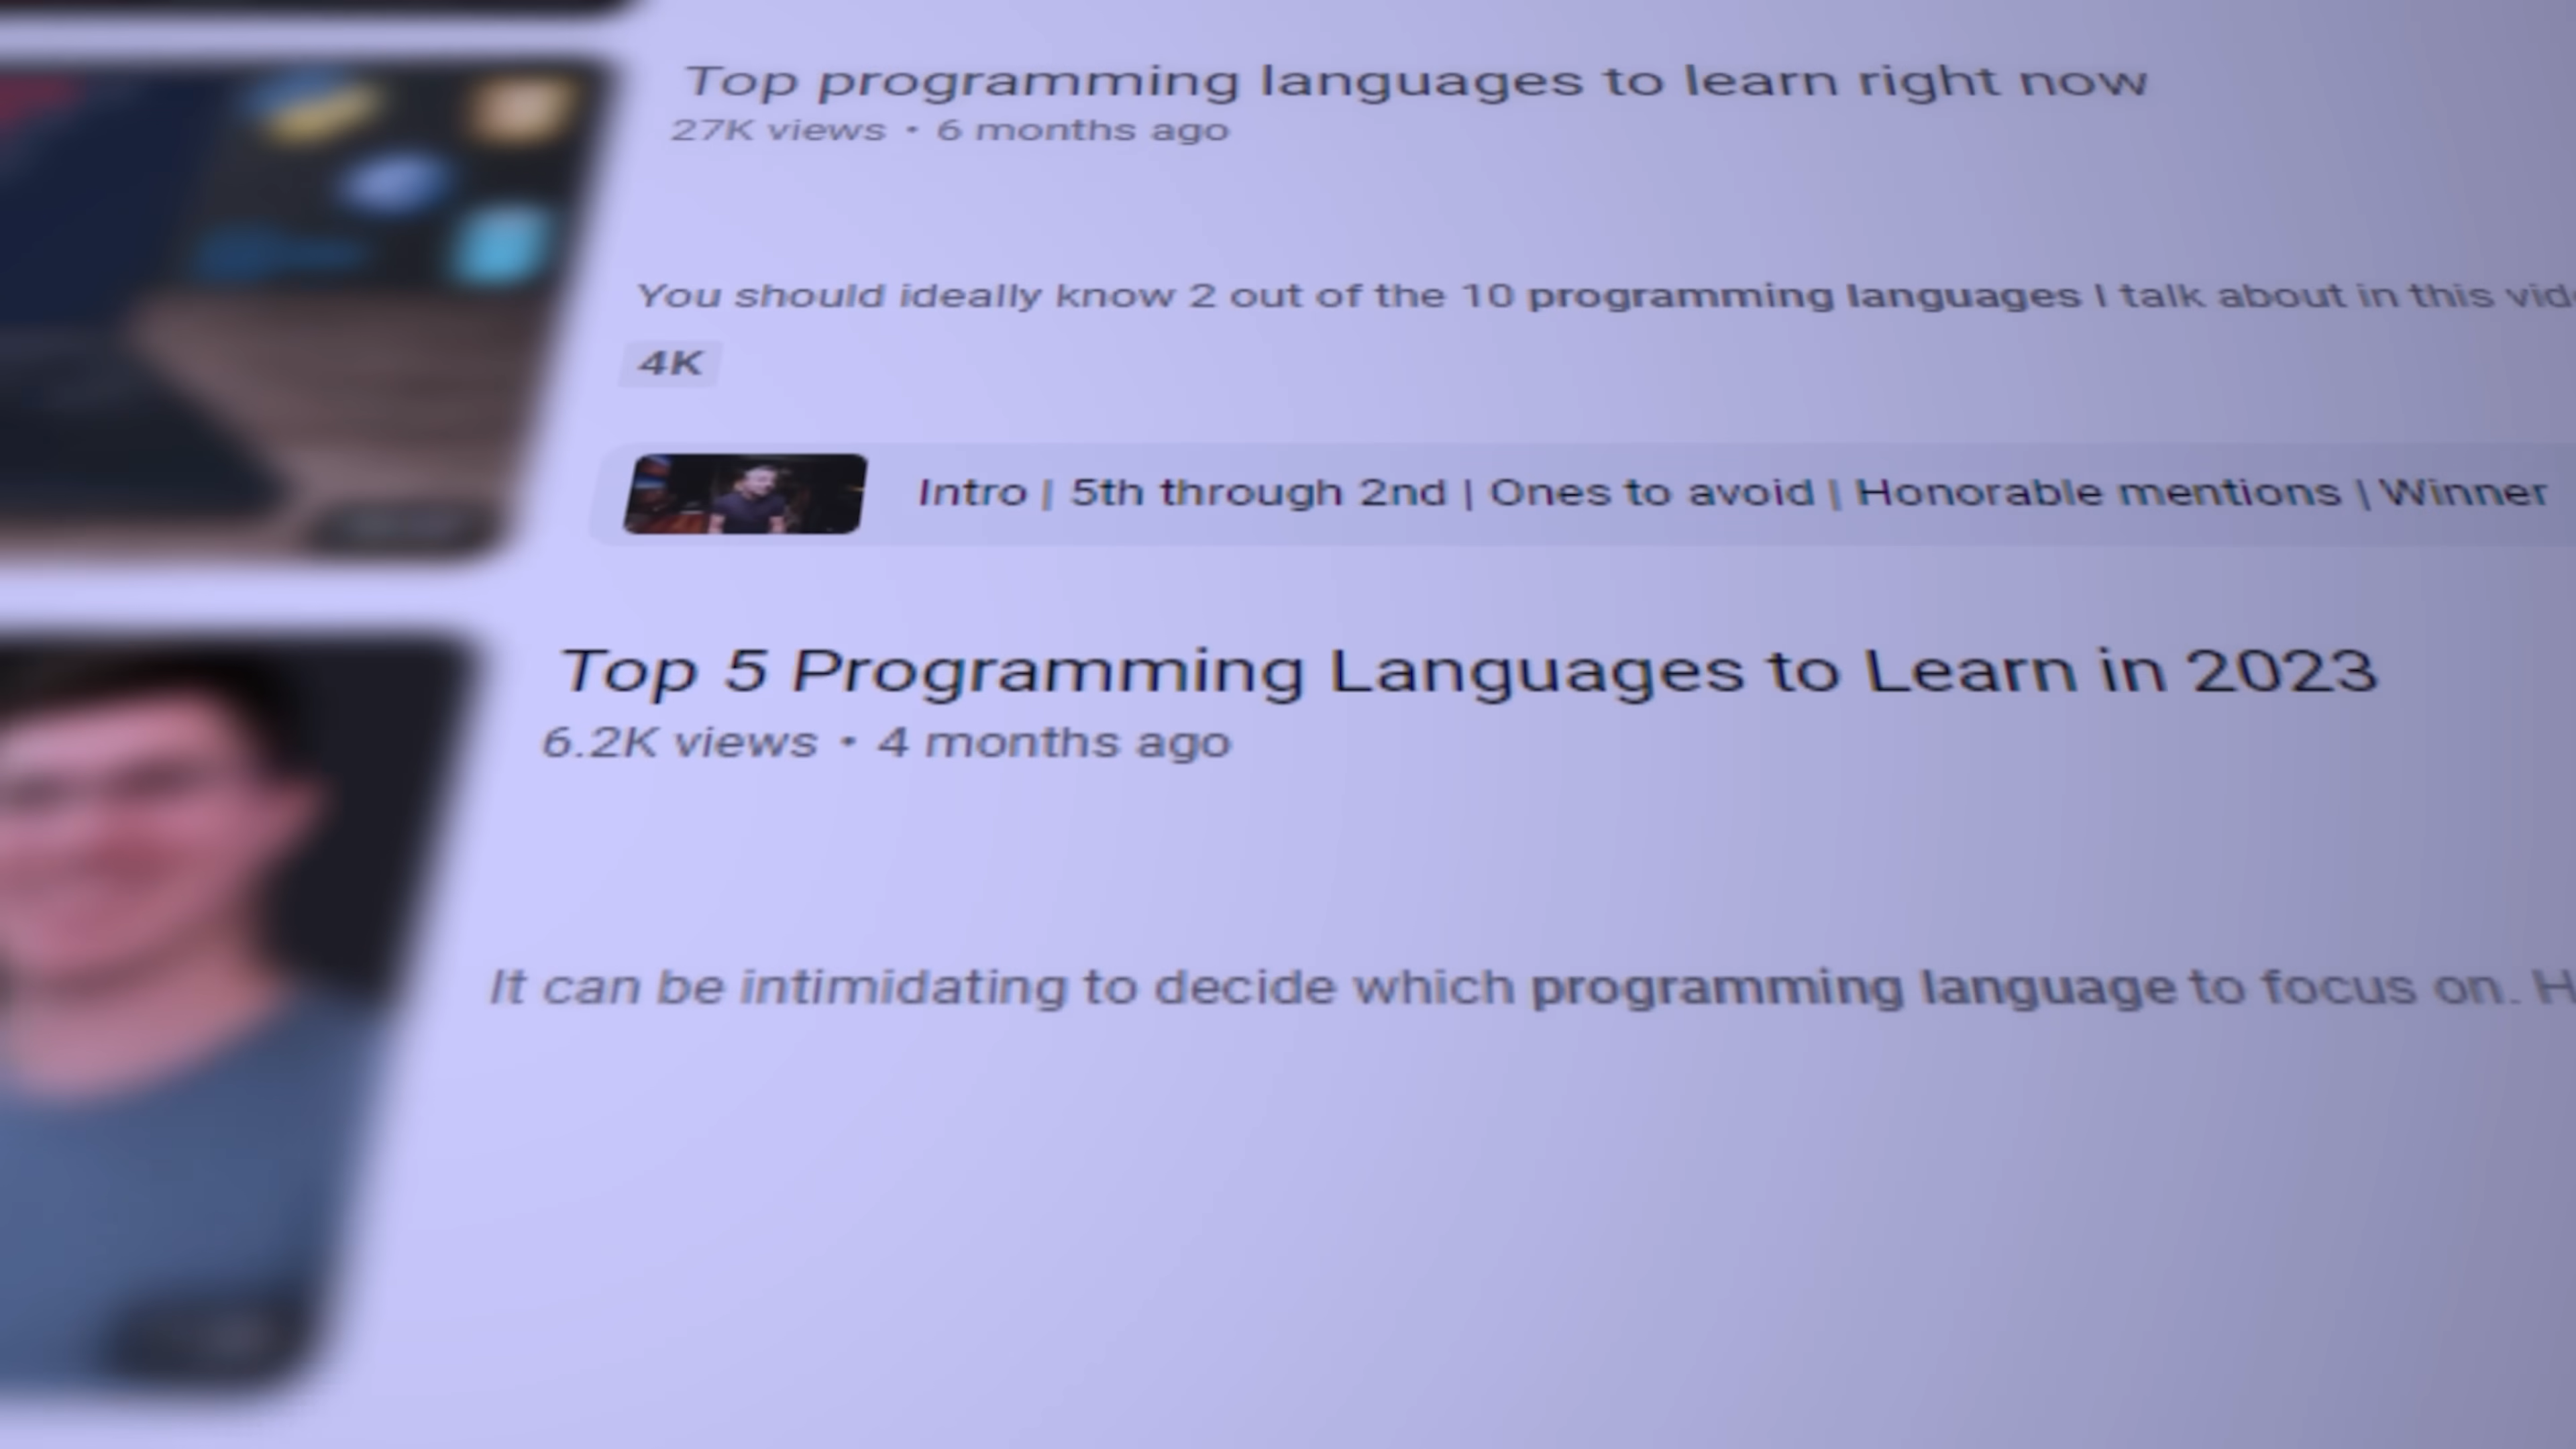 Top programming languages to learn right now
27K views • 6 months ago
You should ideally know 2 out of the 10 programming languages I talk about in this
4K
Intro | 5th through 2nd | Ones to avoid | Honorable mentions | Winner
Top 5 Programming Languages to Learn in 2023
6.2K views • 4 months ago
It can be intimidating to decide which programming language to focus on.